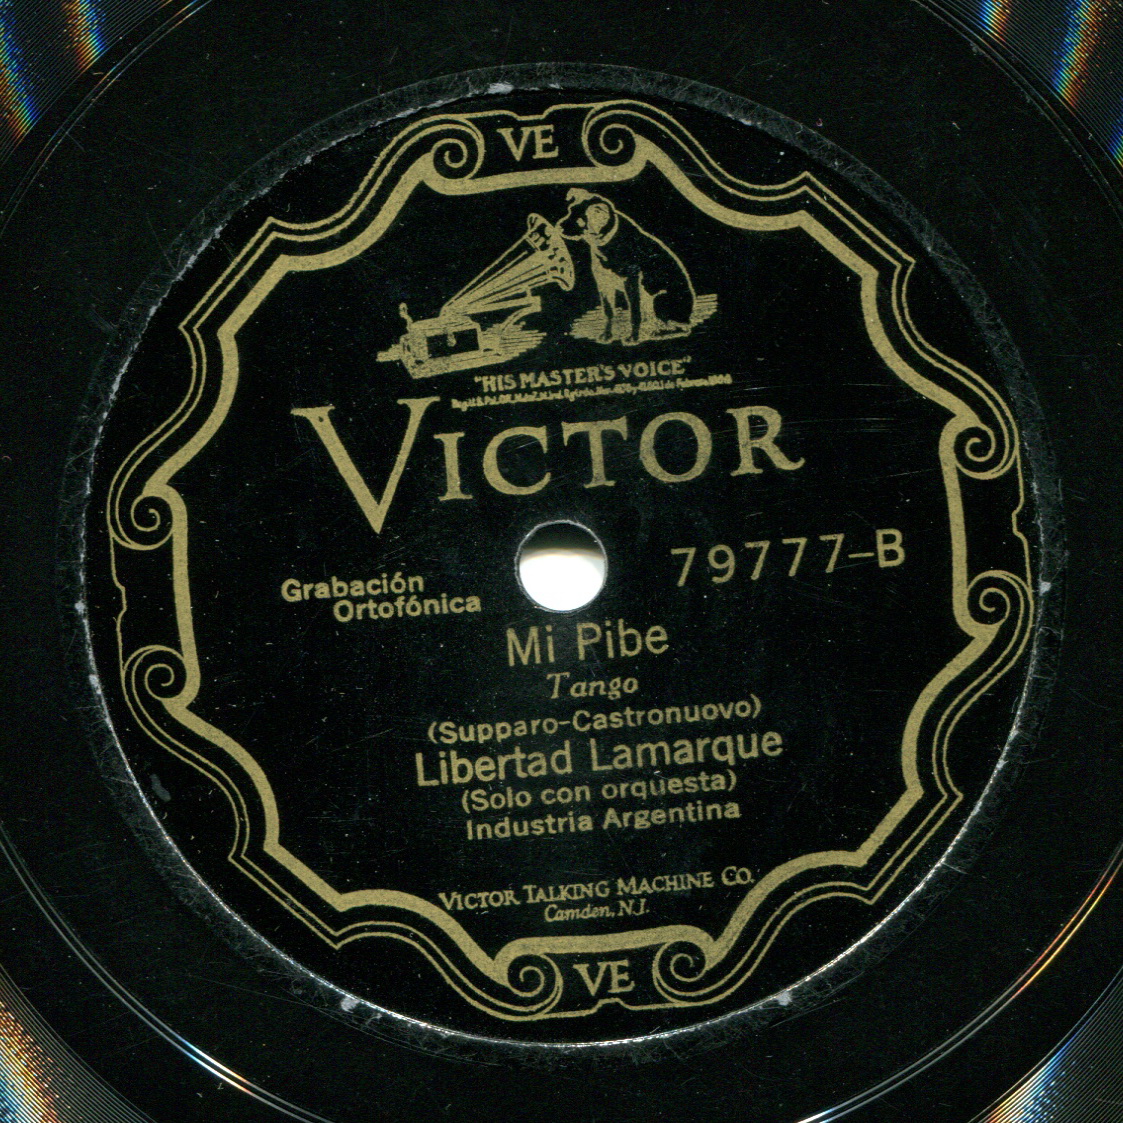 VE
"HIS MASTER'S VOICE"
VICTOR
79777-B
Grabación
Ortofónica
Mi Pibe
Tango
(Supparo-Castronuovo)
Libertad Lamarque
(Solo con orquesta)
Industria Argentina
VICTOR TALKING MACHINE CO.
Camden, N.J.
VE